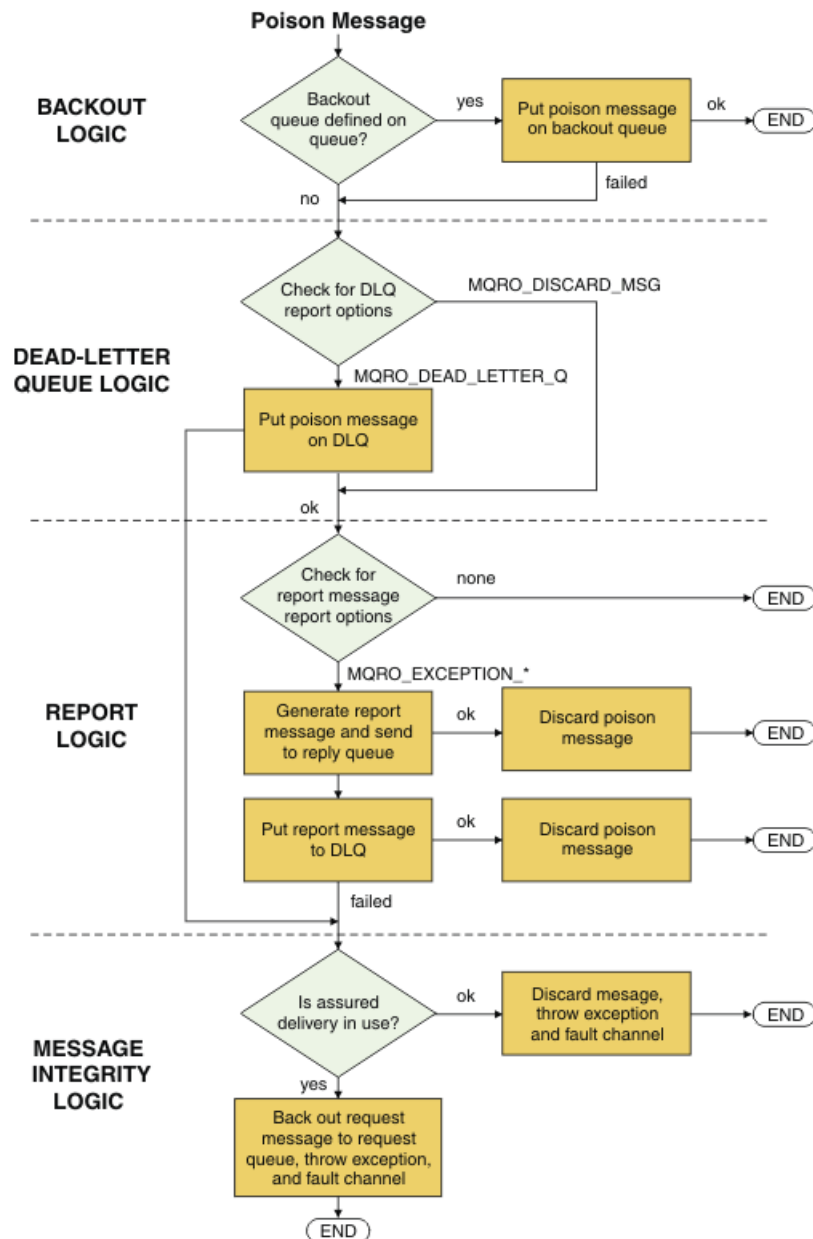 Poison Message
BACKOUT
LOGIC
Backout
queue defined on
queue?
yes
Put poison message
on backout queue
ok
END
failed
no
Check for DLQ
report options
MQRO_DISCARD_MSG
DEAD-LETTER
QUEUE LOGIC
MQRO_DEAD_LETTER_Q
Put poison message
on DLQ
ok
Check for
report message
report options
none
END
MQRO_EXCEPTION_*
REPORT
LOGIC
Generate report
message and send
to reply queue
ok
Discard poison
message
END
Put report message
to DLQ
ok
Discard poison
message
END
failed
Is assured
delivery in use?
ok
Discard mesage,
throw exception
and fault channel
END
MESSAGE
INTEGRITY
LOGIC
yes
Back out request
message to request
queue, throw exception,
and fault channel
END